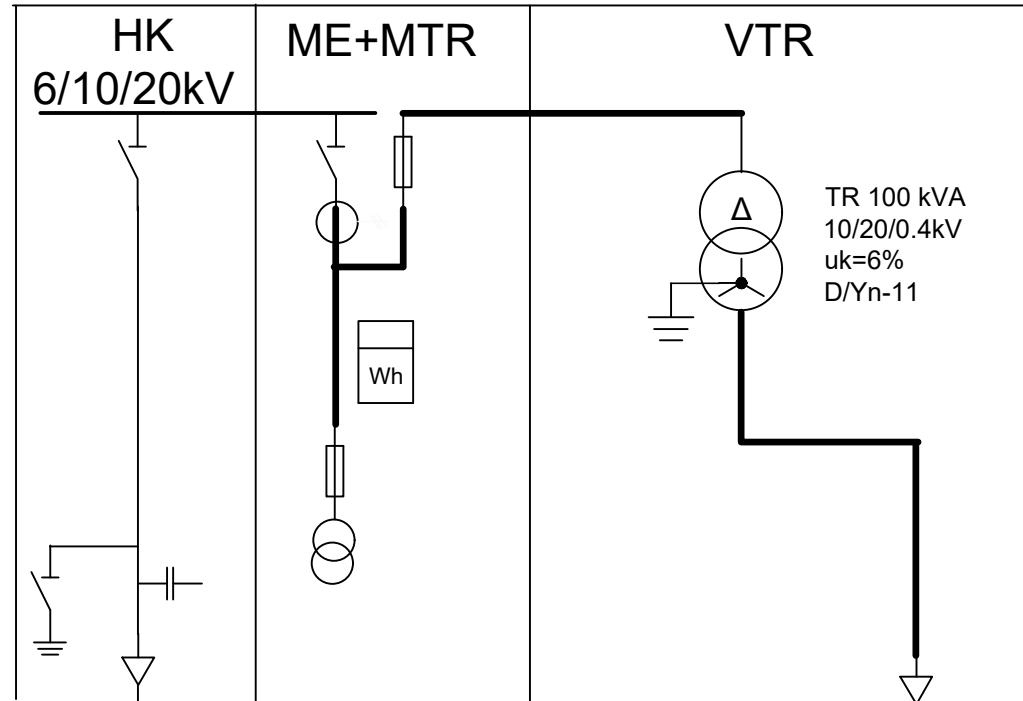 HK
6/10/20kV
ME+MTR
VTR
Δ
TR 100 kVA
10/20/0.4kV
uk=6%
D/Yn-11
Wh